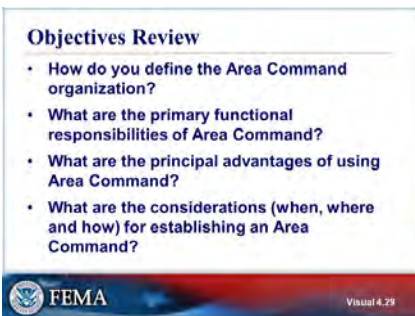 Objectives Review
• How do you define the Area Command
organization?
• What are the primary functional
responsibilities of Area Command?
• What are the principal advantages of using
Area Command?
• What are the considerations (when, where
and how) for establishing an Area
Command?
FEMA
Visual 4.29